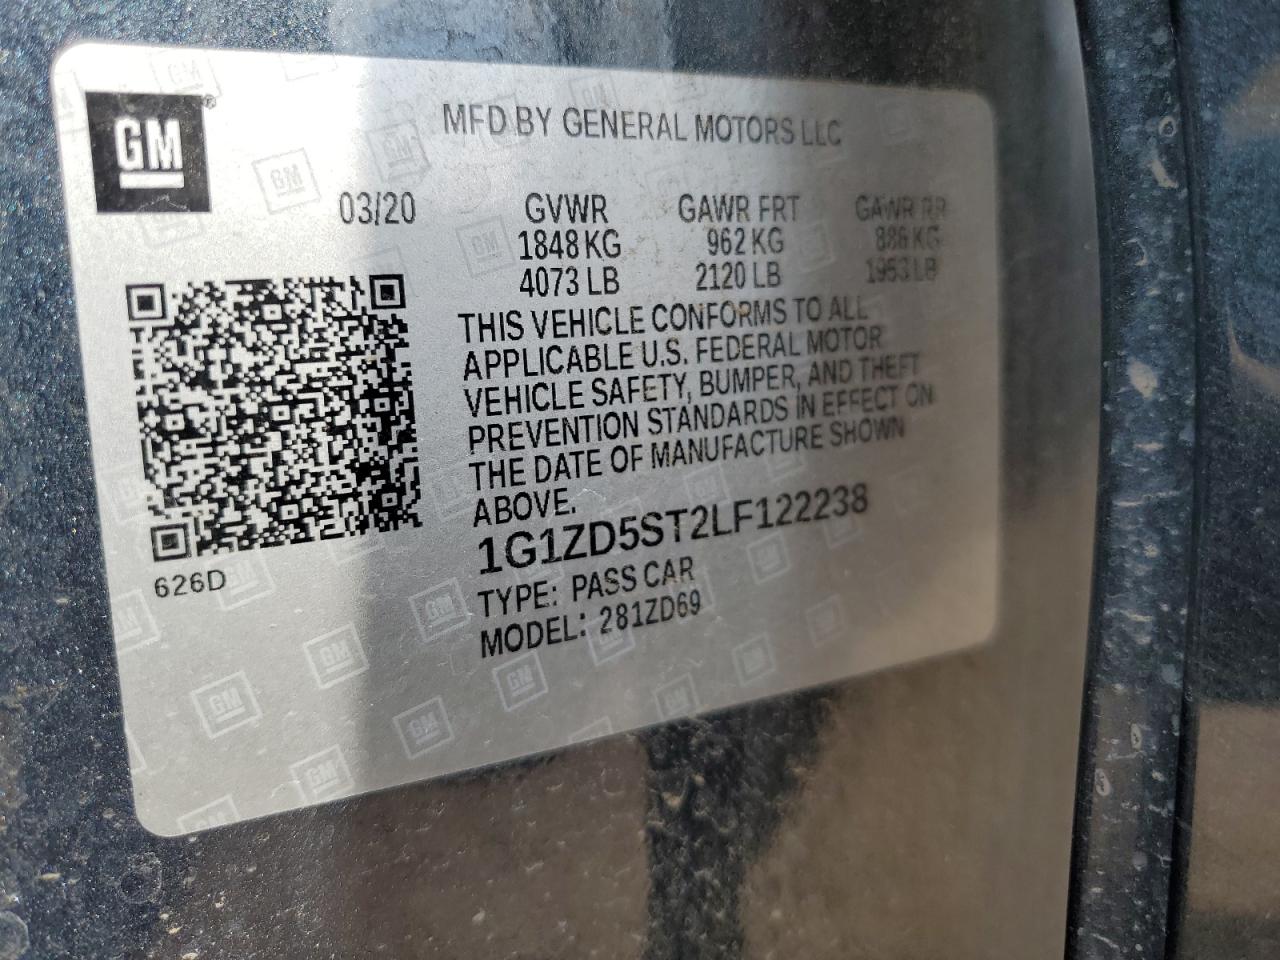 GM
MFD BY GENERAL MOTORS LLC
03/20 GVWR GAWR FRT GAWR RR
1848 KG 962 KG 886 KG
4073 LB 2120 LB 1953 LB
THIS VEHICLE CONFORMS TO ALL
APPLICABLE U.S. FEDERAL MOTOR
VEHICLE SAFETY, BUMPER, AND THEFT
PREVENTION STANDARDS IN EFFECT ON
THE DATE OF MANUFACTURE SHOWN
ABOVE.
1G1ZD5ST2LF122238
TYPE: PASS CAR
MODEL: 281ZD69
626D